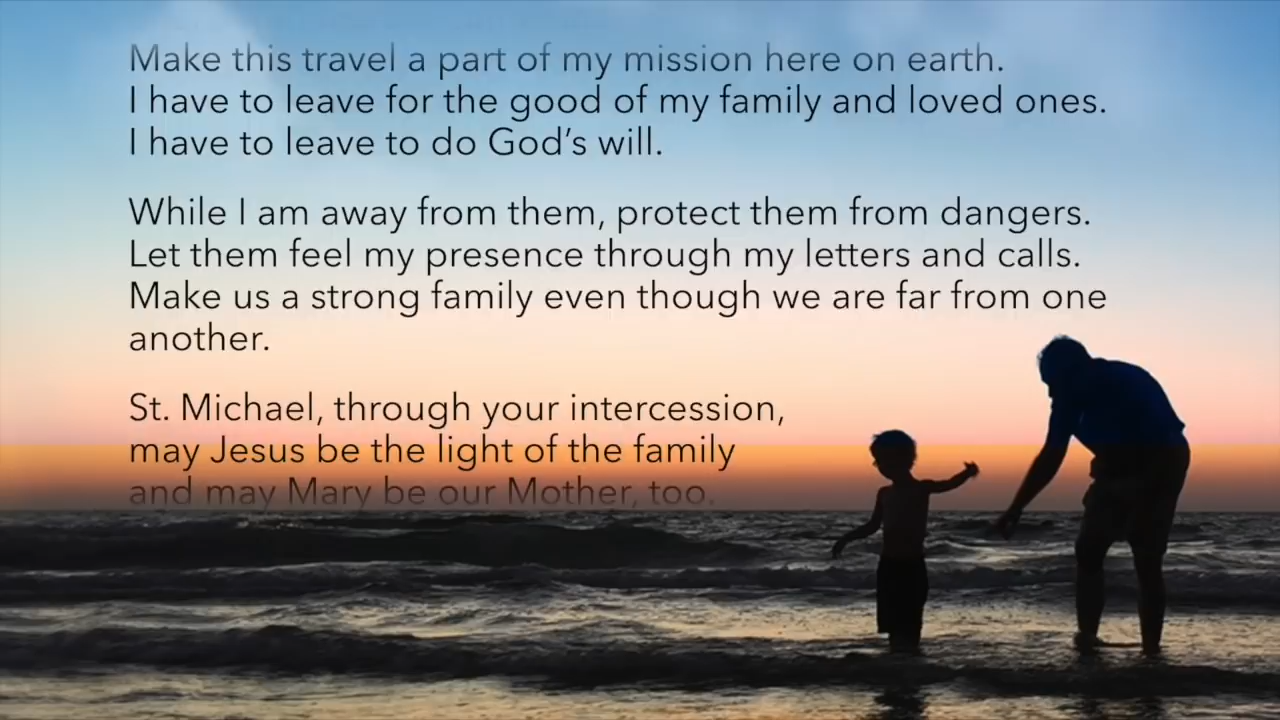 Make this travel a part of my mission here on earth.
I have to leave for the good of my family and loved ones.
I have to leave to do God’s will.
While I am away from them, protect them from dangers.
Let them feel my presence through my letters and calls.
Make us a strong family even though we are far from one
another.
St. Michael, through your intercession,
may Jesus be the light of the family
and may Mary be our Mother, too.